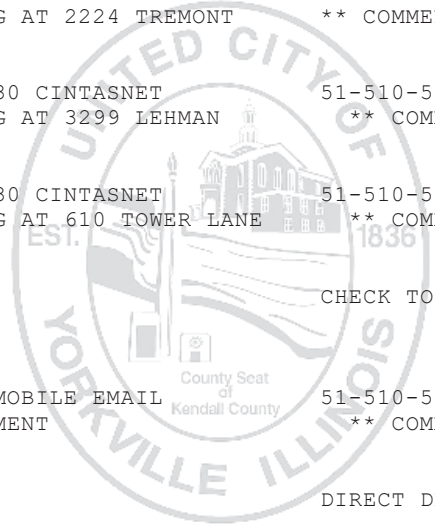 G AT 2224 TREMONT ** COMME
30 CINTASNET 51-510-5
G AT 3299 LEHMAN ** COM
30 CINTASNET 51-510-5
G AT 610 TOWER LANE ** COM
CHECK TO
MOBILE EMAIL 51-510-5
MENT ** COM
DIRECT D
UNITED CITY OF
EST. 1836
County Seat
of
Kendall County
YORKVILLE ILLINOIS